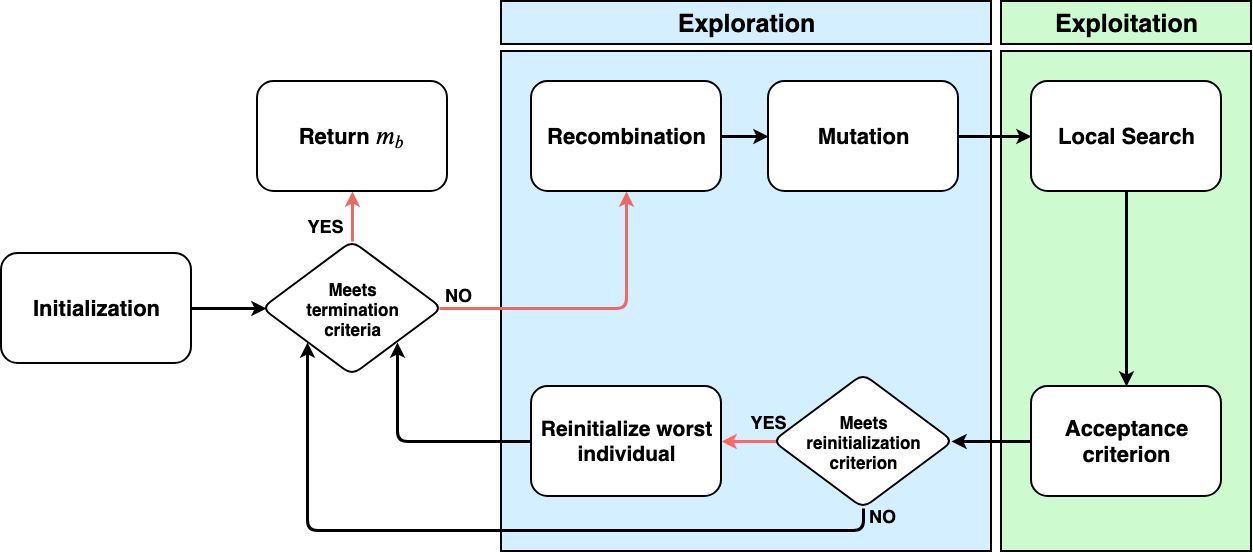 Exploration
Exploitation
Return m_b
Recombination
Mutation
Local Search
YES
Initialization
Meets
termination
criteria
NO
Reinitialize worst
individual
YES
Meets
reinitialization
criterion
Acceptance
criterion
NO